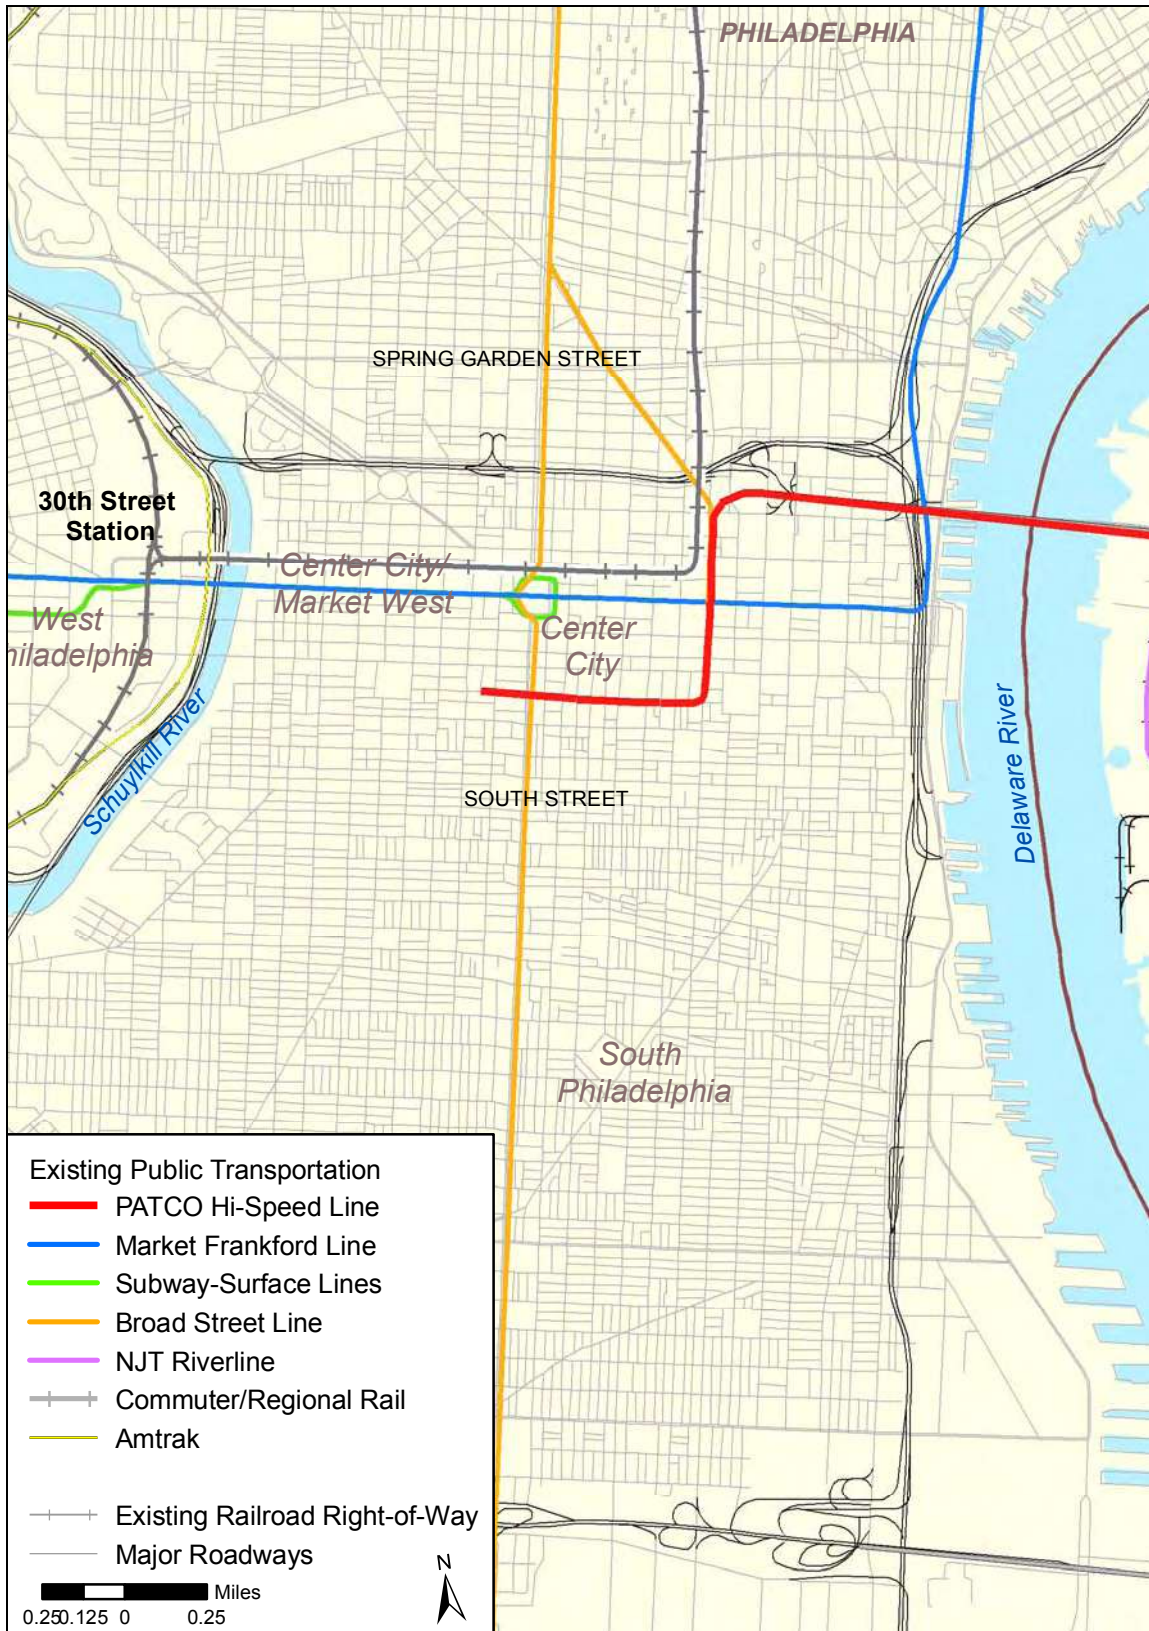 PHILADELPHIA
SPRING GARDEN STREET
30th Street
Station
Center City/
Market West
West
hiladelphia
Center
City
Schuylkill River
Delaware River
SOUTH STREET
South
Philadelphia
Existing Public Transportation
PATCO Hi-Speed Line
Market Frankford Line
Subway-Surface Lines
Broad Street Line
NJT Riverline
Commuter/Regional Rail
Amtrak
Existing Railroad Right-of-Way
Major Roadways
N
Miles
0.25 0.125 0 0.25